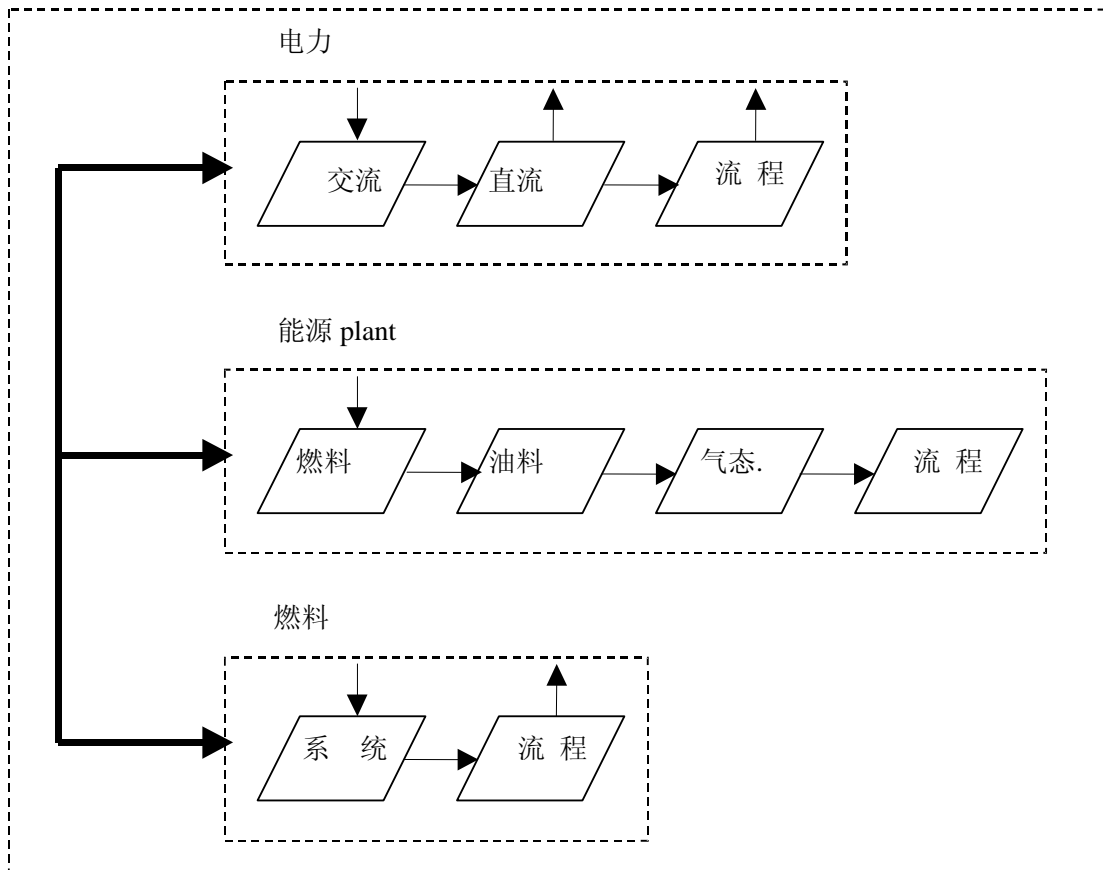 电力
交流 直流 流 程
能源 plant
燃料 油料 气态. 流 程
燃料
系 统 流 程